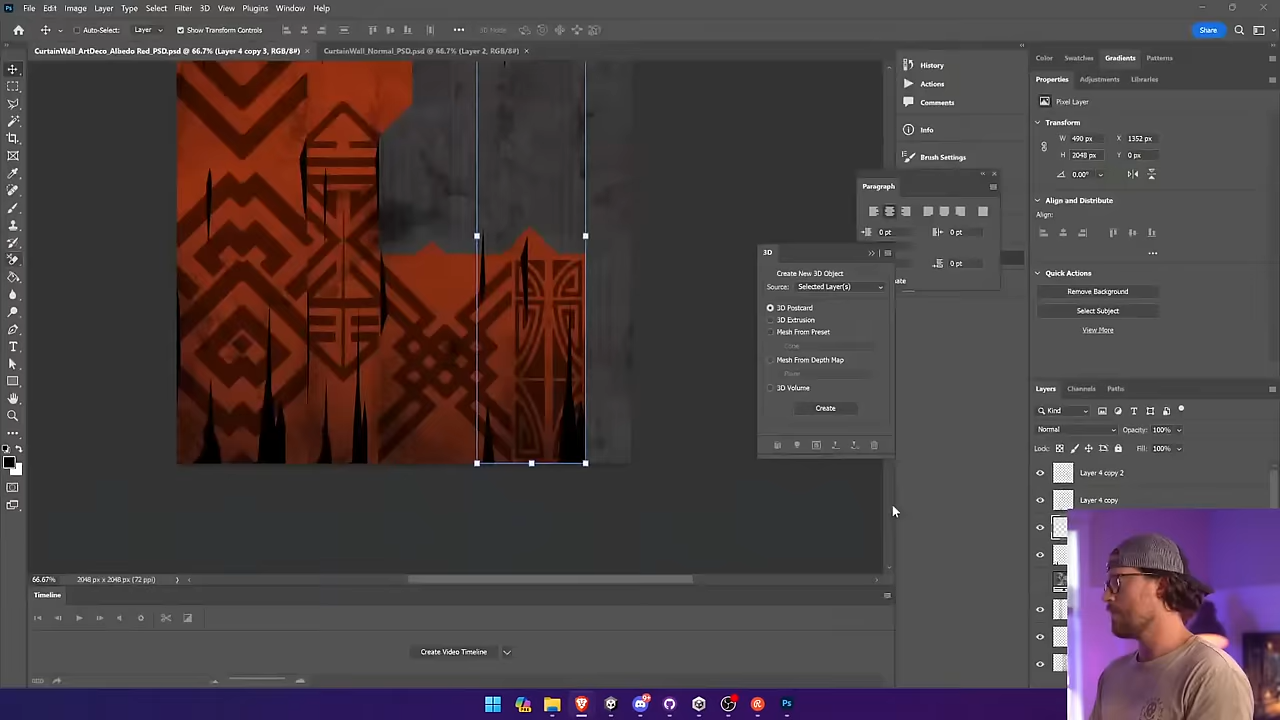 File Edit Image Layer Type Select Filter 3D View Plugins Window Help
Auto-Select: Layer Show Transform Controls 3D Mode Share
CurtainWall_ArtDeco_Albedo Red_PSD.psd @ 66.7% (Layer 4 copy 3, RGB/8#) CurtainWall_Normal_PSD.psd @ 66.7% (Layer 2, RGB/8#)
History
Actions
Comments
Info
Brush Settings
Color Swatches Gradients Patterns
Properties Adjustments Libraries
Pixel Layer
Transform
W 490 px X 1352 px
H 2048 px Y 0 px
0.00°
Align and Distribute
Align:
Quick Actions
Remove Background
Select Subject
View More
Paragraph
0 pt 0 pt
0 pt
3D
Create New 3D Object
Source: Selected Layer(s)
3D Postcard
3D Extrusion
Mesh From Preset
Mesh From Depth Map
Plane
3D Volume
Create
Layers Channels Paths
Kind
Normal Opacity: 100%
Lock: Fill: 100%
Layer 4 copy 2
Layer 4 copy
66.67% 2048 px x 2048 px (72 ppi)
Timeline
Create Video Timeline